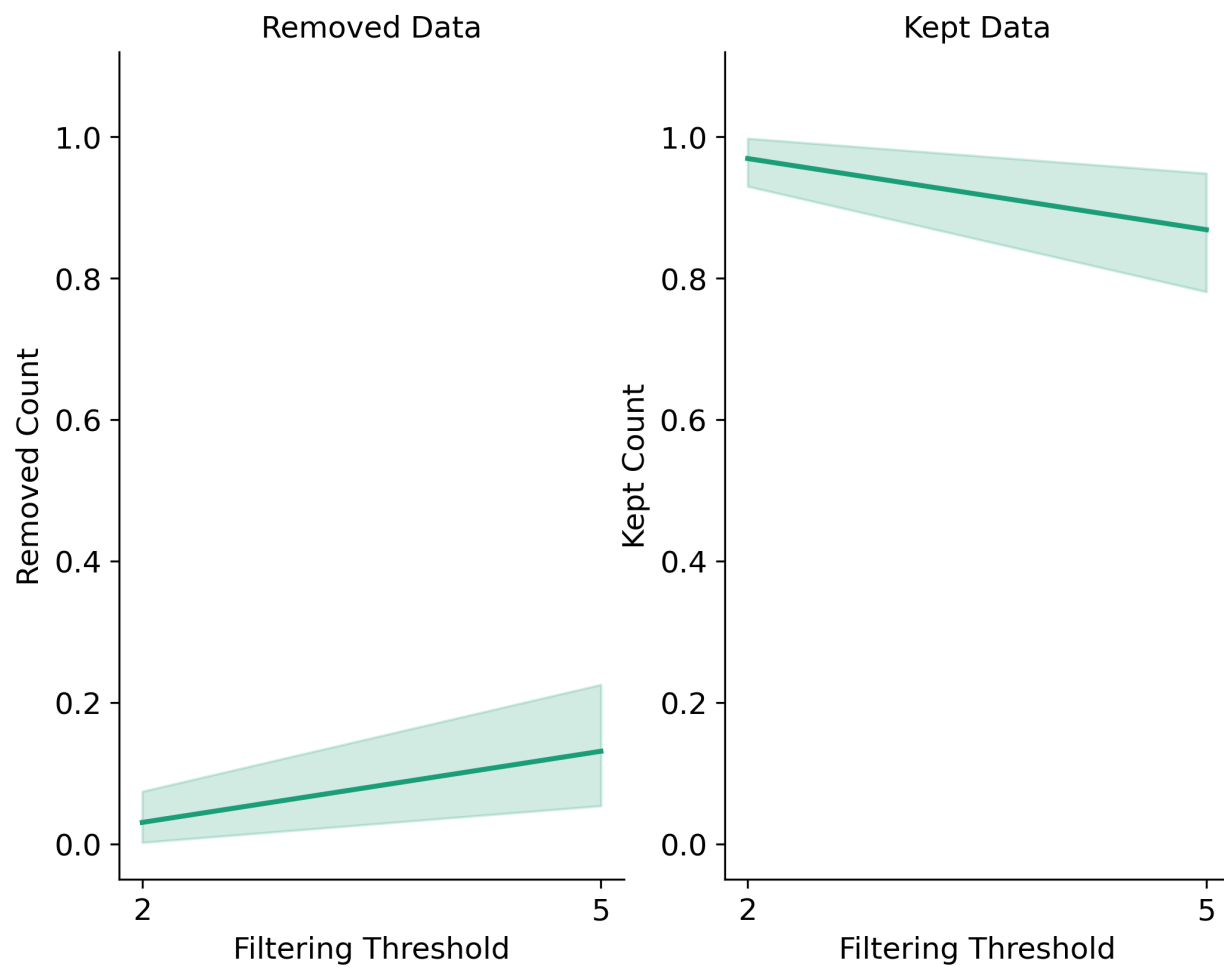 Removed Data
Removed Count
1.0
0.8
0.6
0.4
0.2
0.0
2
5
Filtering Threshold
Kept Data
Kept Count
1.0
0.8
0.6
0.4
0.2
0.0
2
5
Filtering Threshold